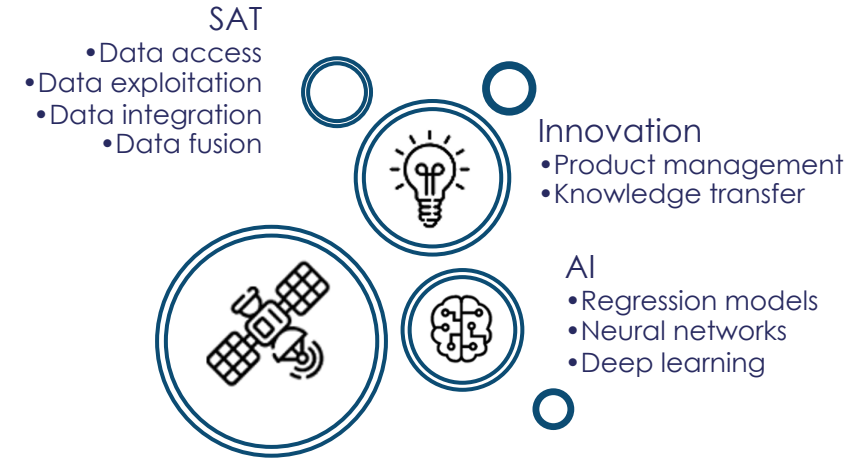 SAT
•Data access
•Data exploitation
•Data integration
•Data fusion
Innovation
•Product management
•Knowledge transfer
AI
•Regression models
•Neural networks
•Deep learning